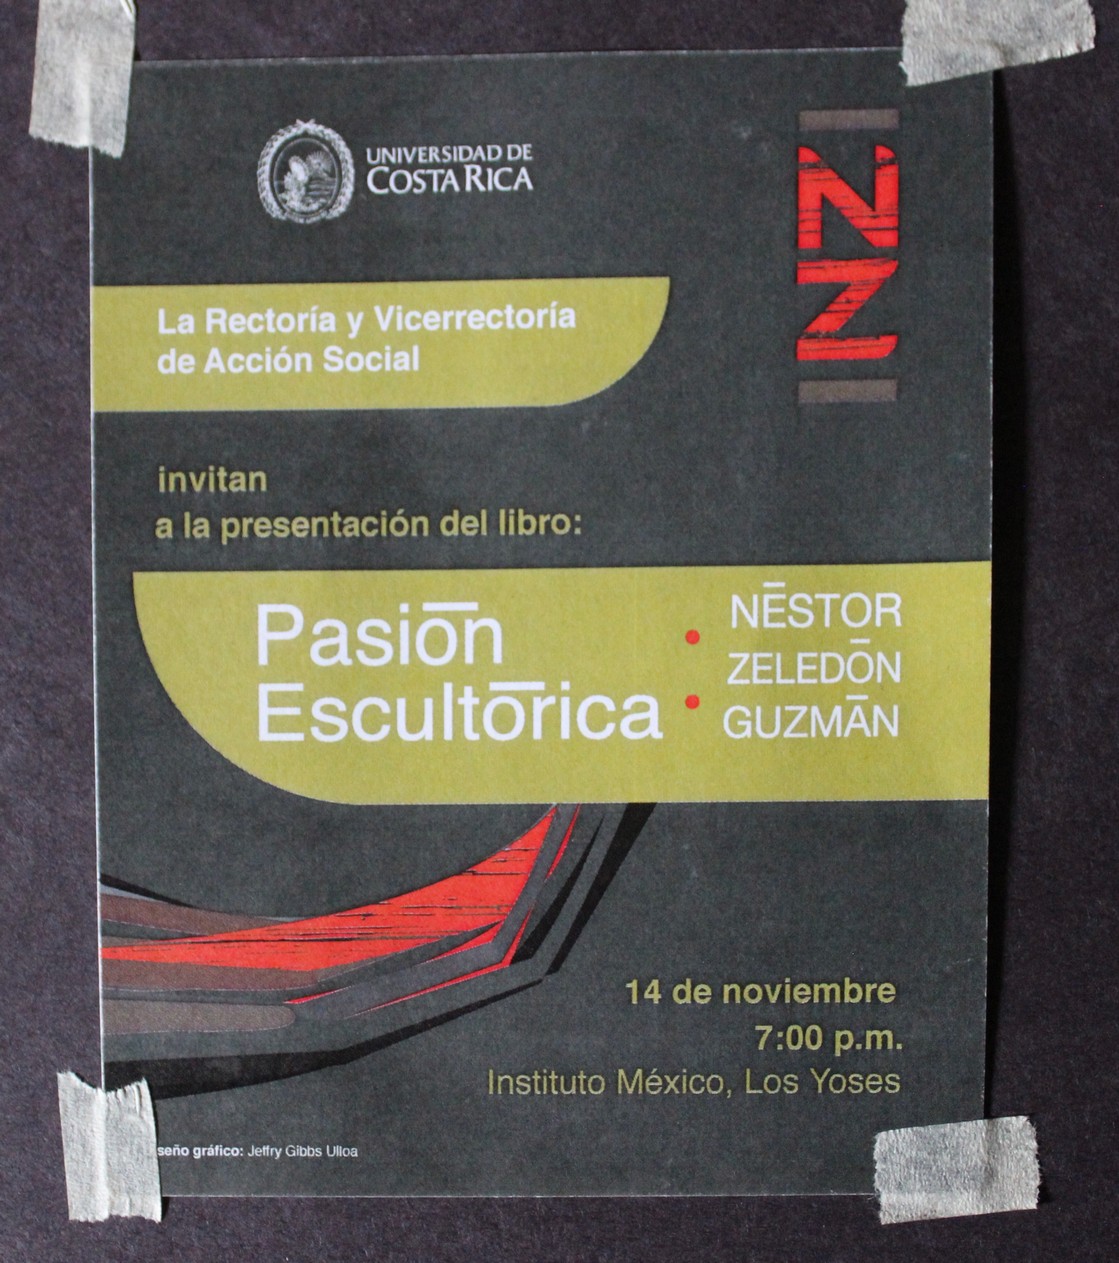 UNIVERSIDAD DE
COSTA RICA
NZ
La Rectoría y Vicerrectoría
de Acción Social
invitan
a la presentación del libro:
Pasiōn
Escultōrica
NĒSTOR
ZELEDŌN
GUZMĀN
14 de noviembre
7:00 p.m.
Instituto México, Los Yoses
seño gráfico: Jeffry Gibbs Ulloa